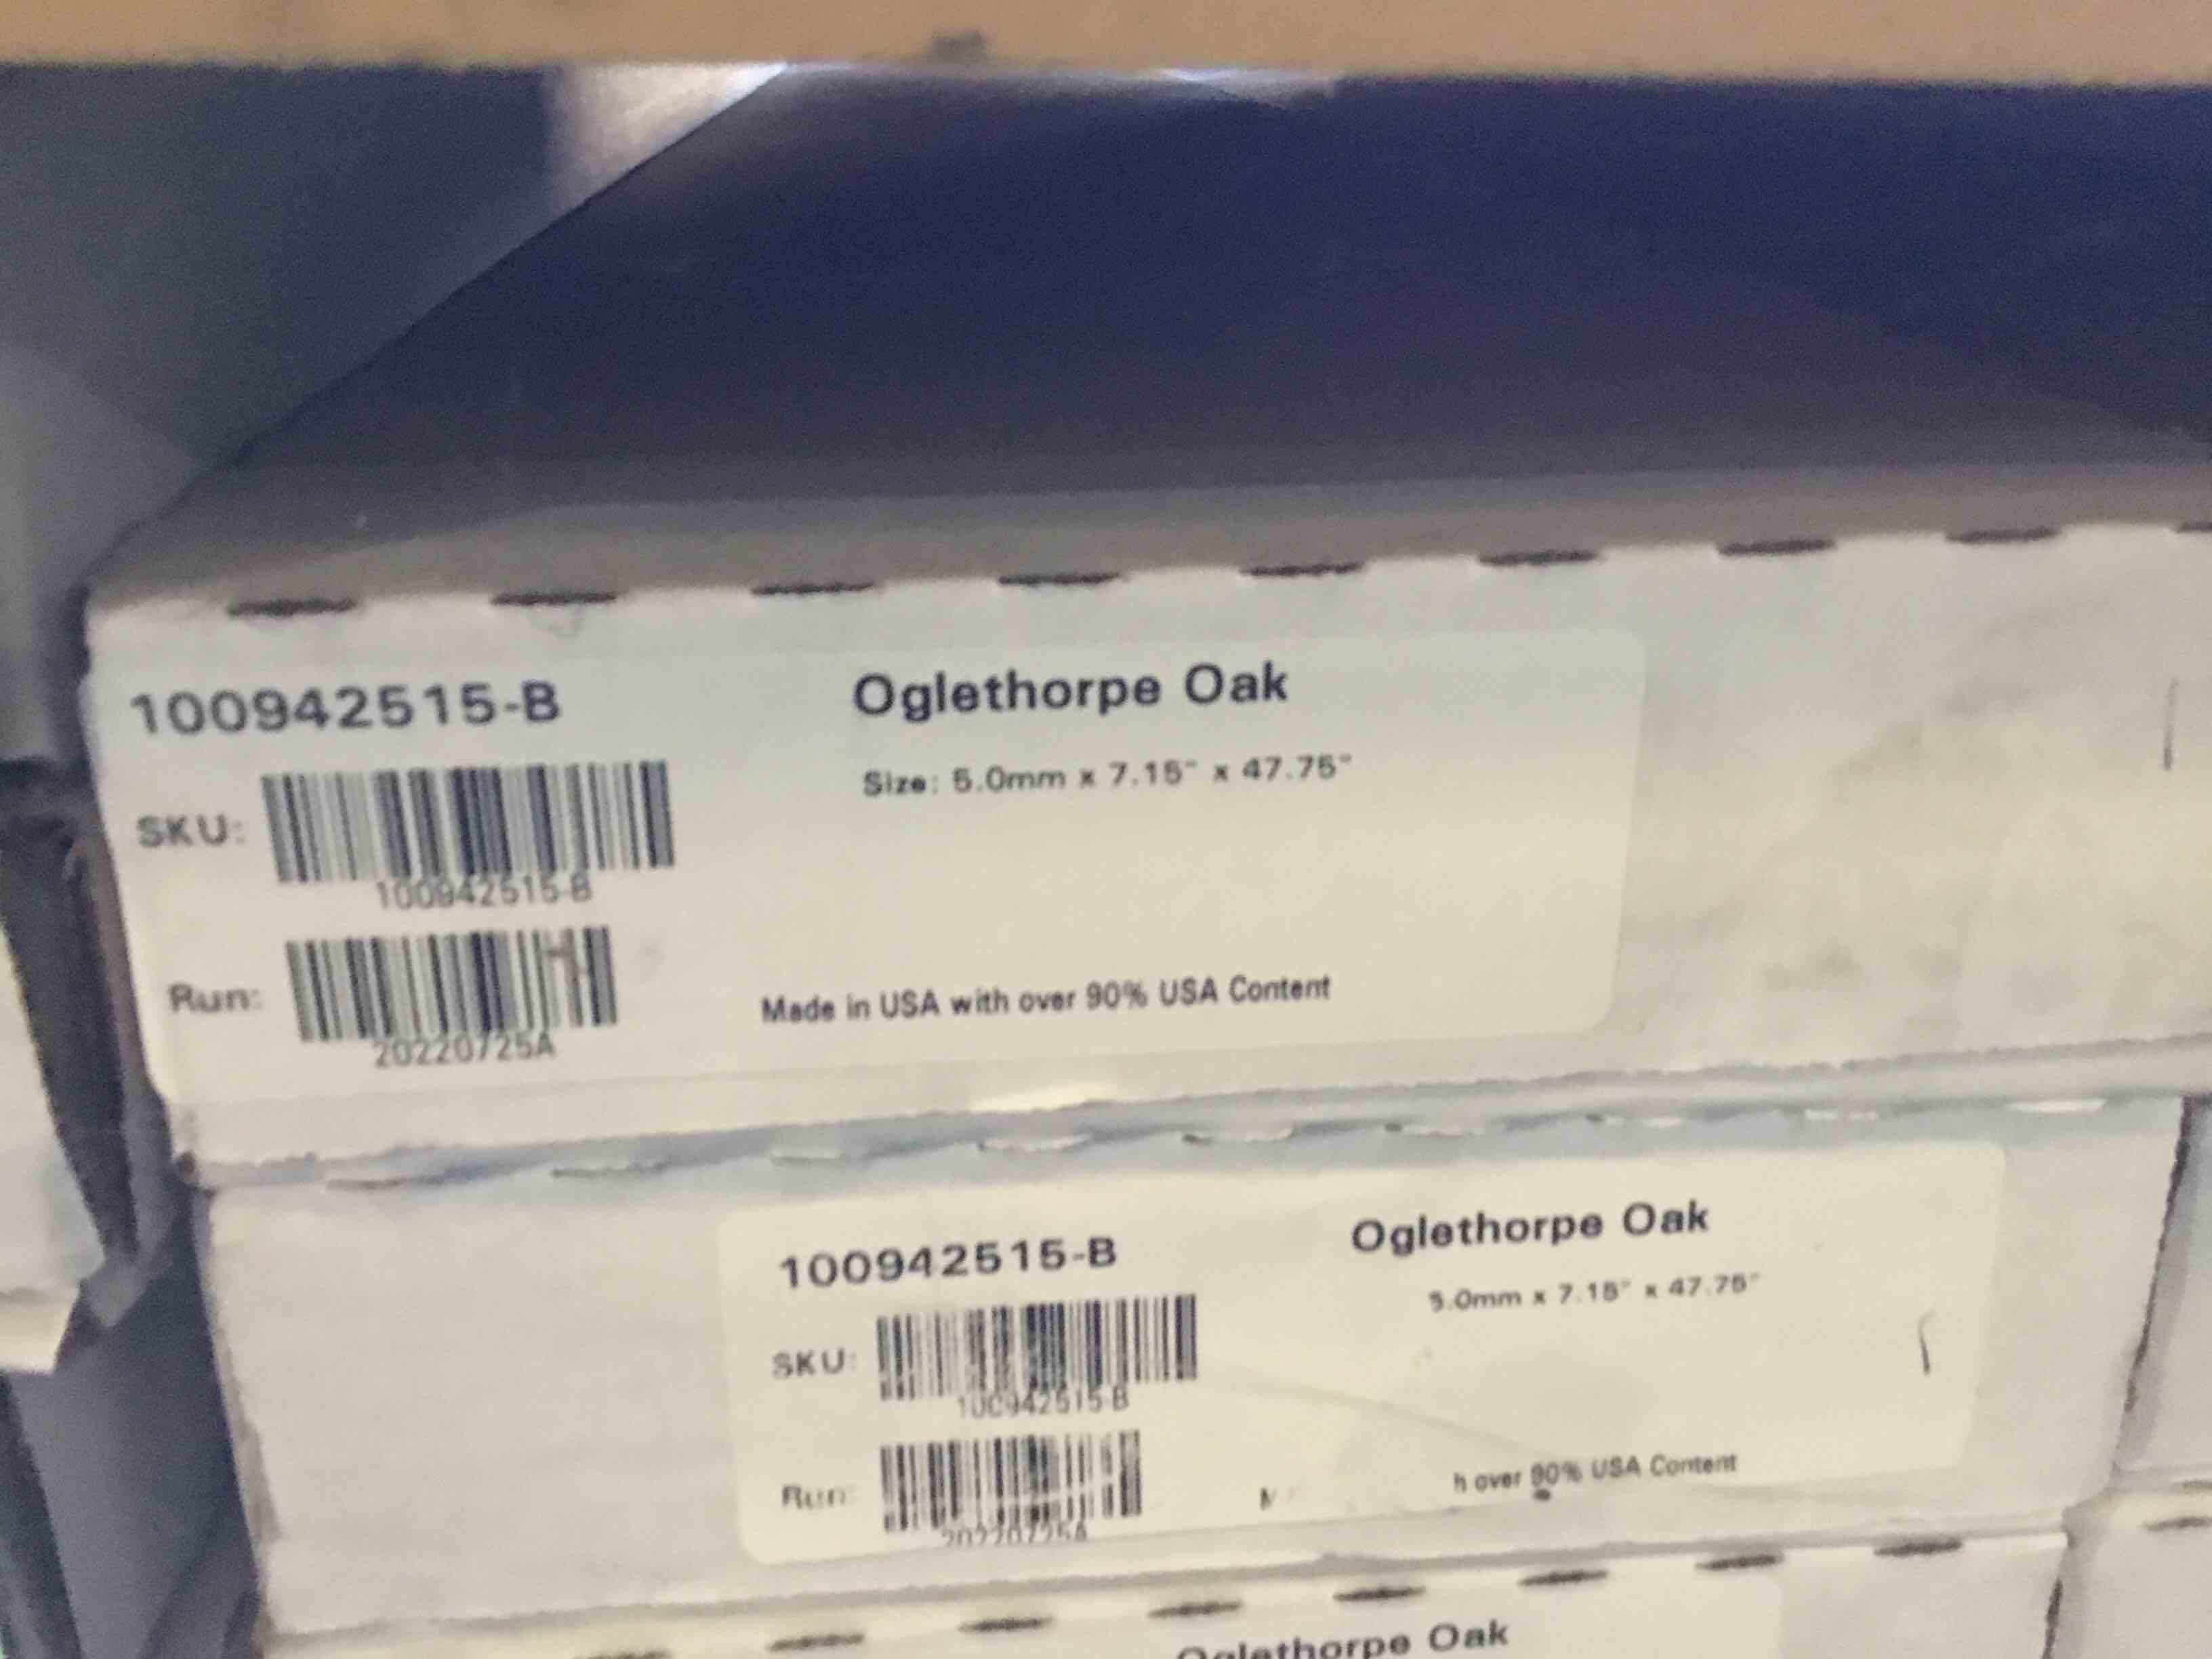 100942515-B
Oglethorpe Oak
Size: 5.0mm x 7.15" x 47.75"
SKU:
100942515-B
Run:
20220725A
Made in USA with over 90% USA Content
100942515-B
Oglethorpe Oak
5.0mm x 7.15" x 47.75"
SKU:
100942515-B
Run:
20220725A
M
h over 90% USA Content
Oglethorpe Oak